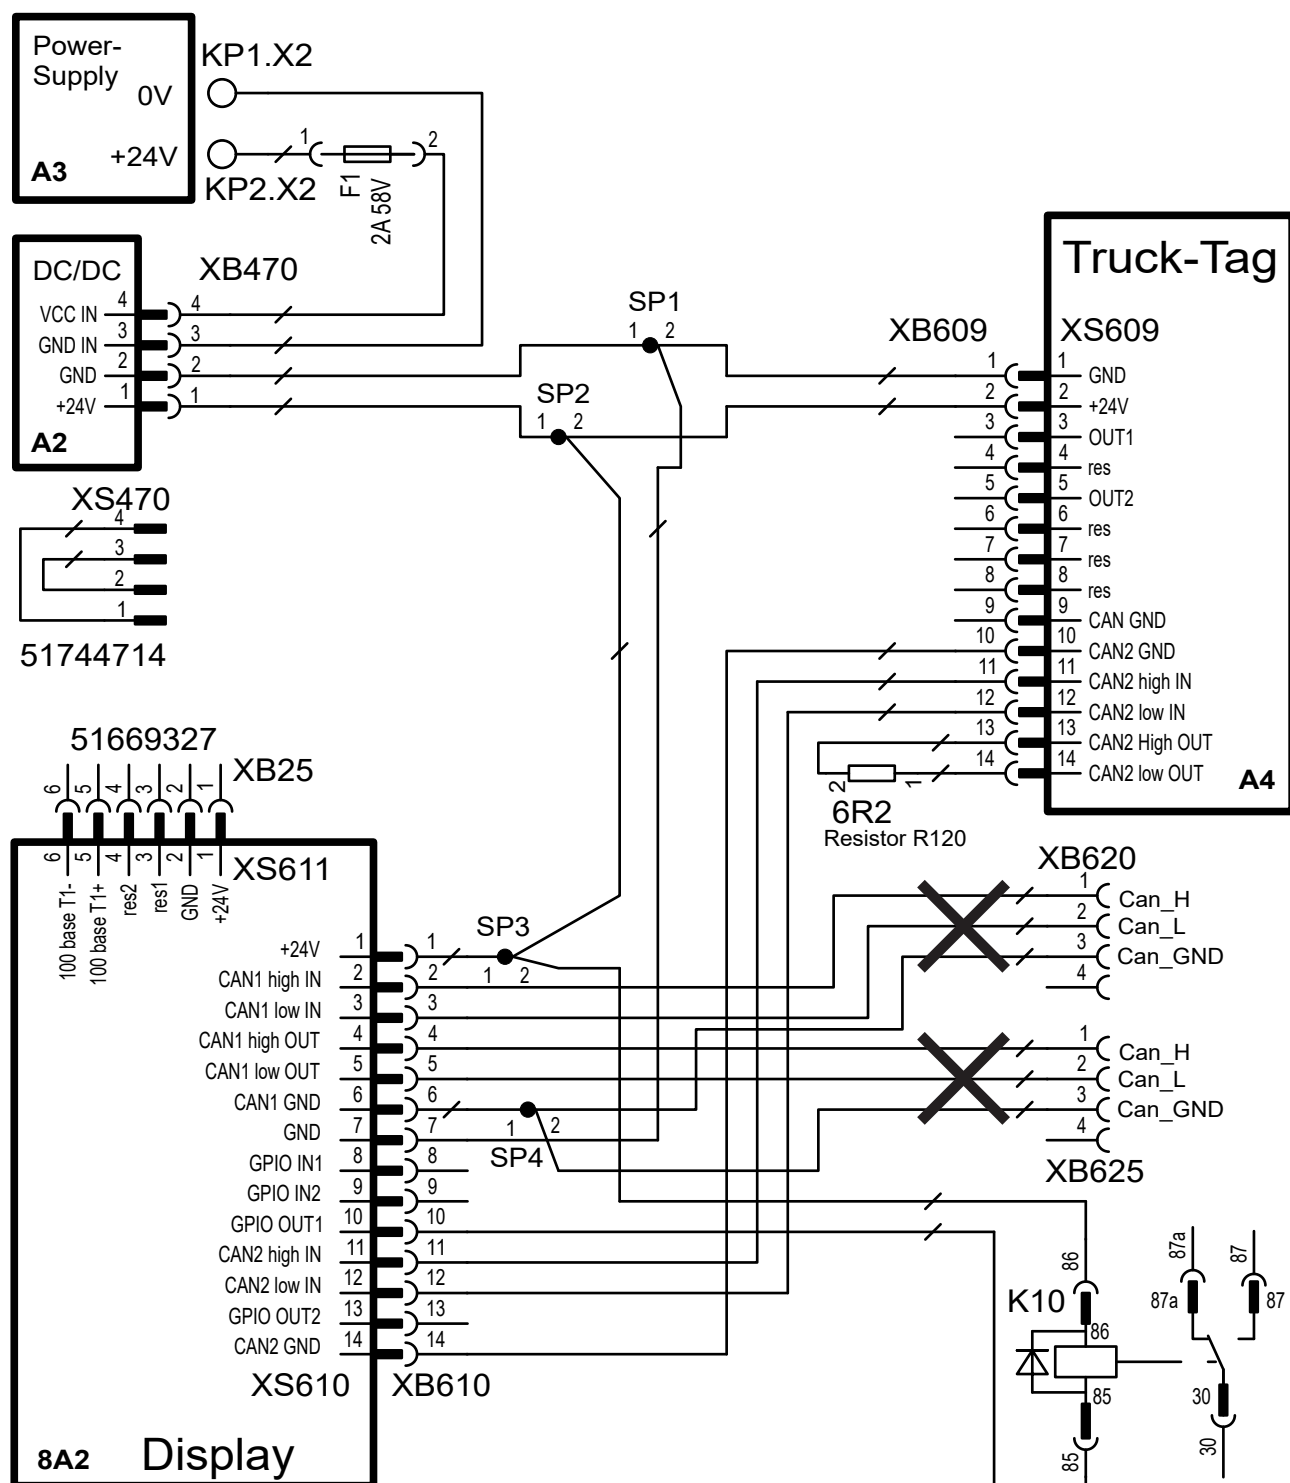 Power-
Supply
0V
+24V
A3
KP1.X2
KP2.X2
1
2
F1
2A 58V
DC/DC
XB470
VCC IN 4 4
GND IN 3 3
GND 2 2
+24V 1 1
A2
SP1
1 2
SP2
1 2
XS470
4
3
2
1
51744714
Truck-Tag
XB609 XS609
1 1 GND
2 2 +24V
3 3 OUT1
4 4 res
5 5 OUT2
6 6 res
7 7 res
8 8 res
9 9 CAN GND
10 10 CAN2 GND
11 11 CAN2 high IN
12 12 CAN2 low IN
13 13 CAN2 High OUT
14 14 CAN2 low OUT
A4
2 1
6R2
Resistor R120
51669327
XB25
6 5 4 3 2 1
6 5 4 3 2 1
XS611
100 base T1-
100 base T1+
res2
res1
GND
+24V
+24V 1 1
CAN1 high IN 2 2
CAN1 low IN 3 3
CAN1 high OUT 4 4
CAN1 low OUT 5 5
CAN1 GND 6 6
GND 7 7
GPIO IN1 8 8
GPIO IN2 9 9
GPIO OUT1 10 10
CAN2 high IN 11 11
CAN2 low IN 12 12
GPIO OUT2 13 13
CAN2 GND 14 14
XS610 XB610
8A2 Display
SP3
1 2
SP4
1 2
XB620
1 Can_H
2 Can_L
3 Can_GND
4
1 Can_H
2 Can_L
3 Can_GND
4
XB625
K10
86
86
85
85
87a
87a
87
87
30
30